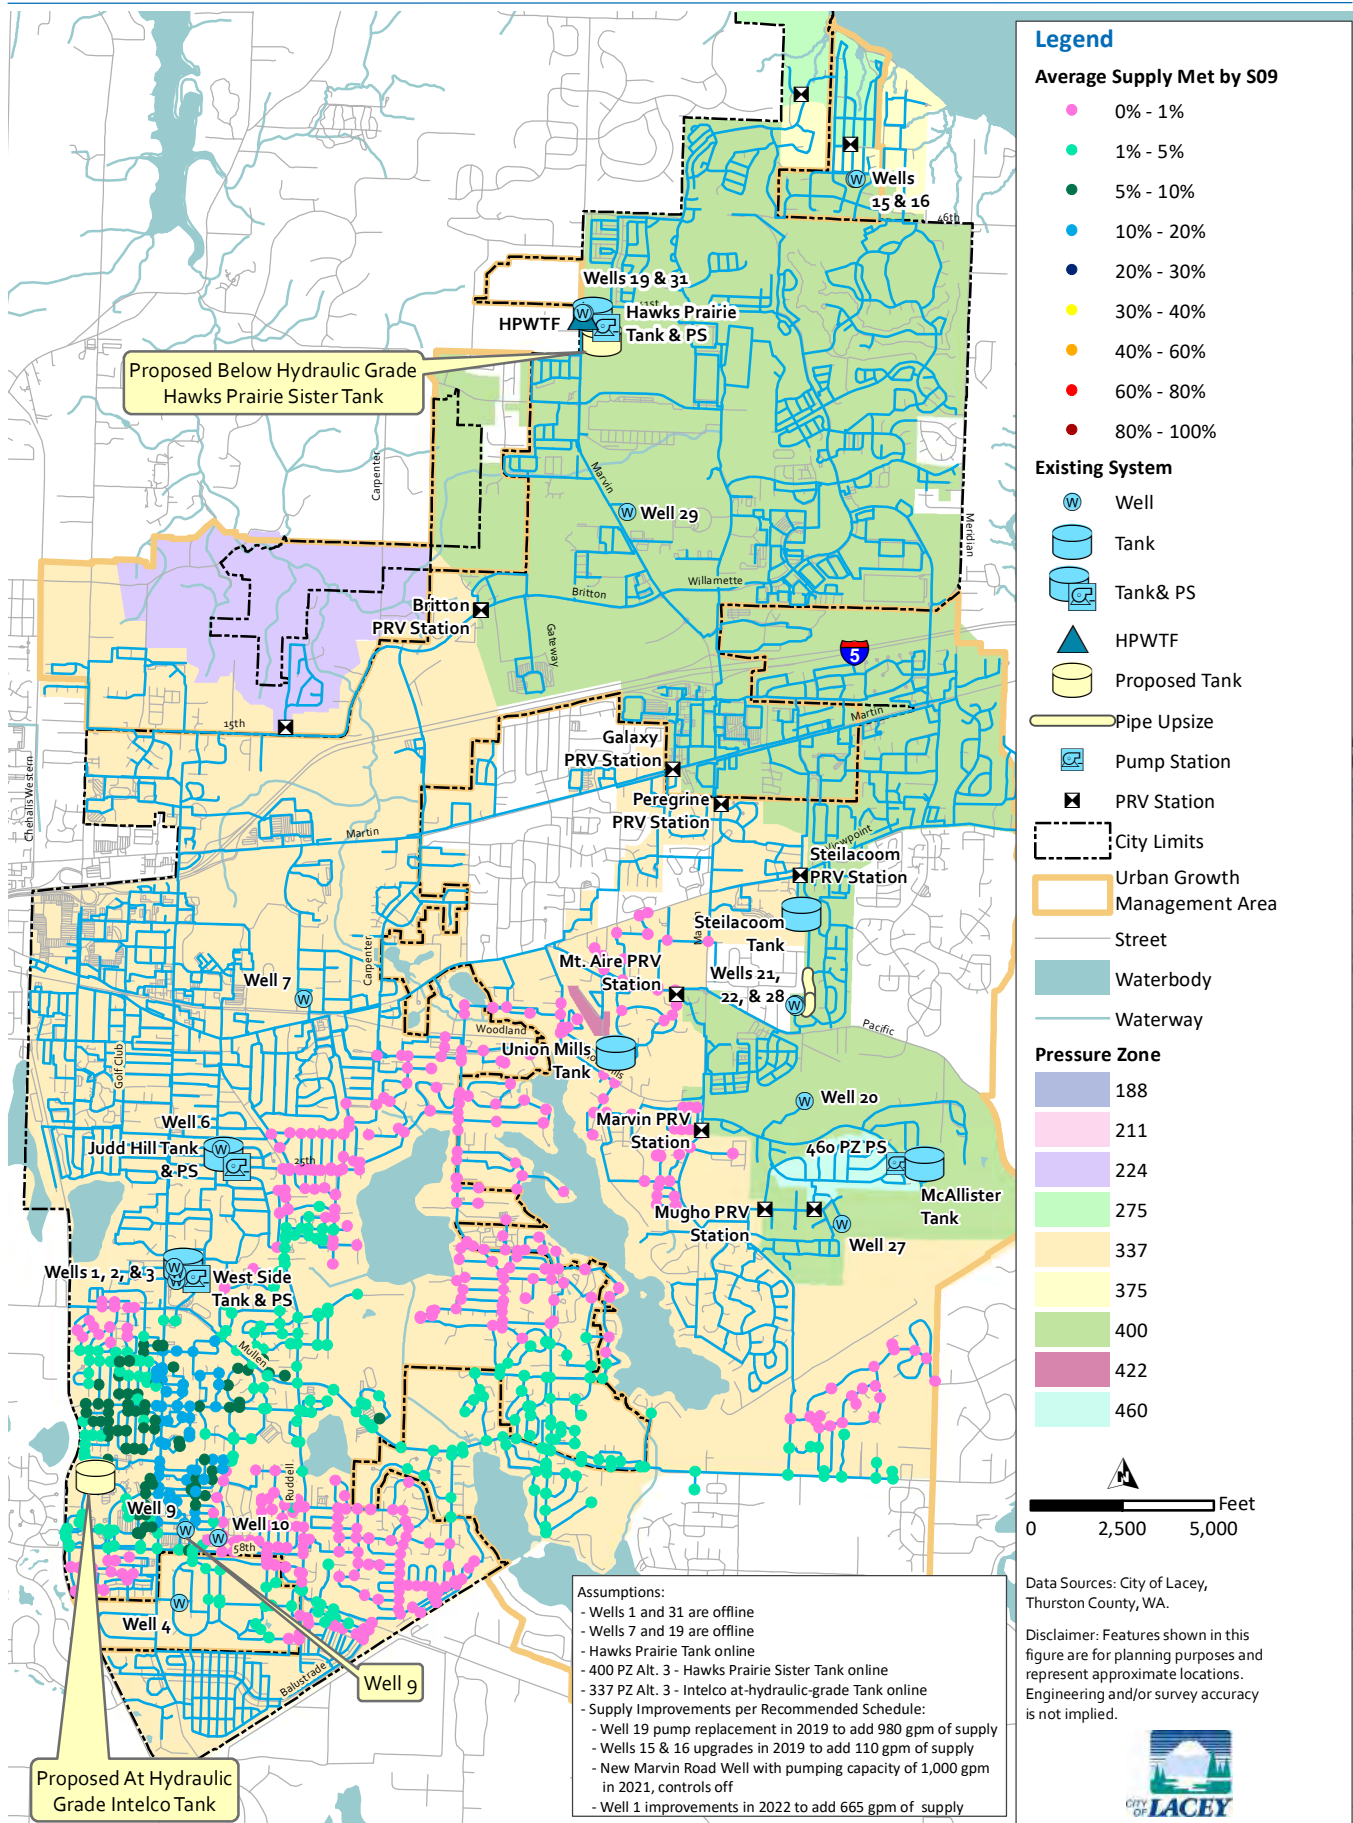 Wells
15 & 16
46th
Wells 19 & 31
41st
HPWTF
Hawks Prairie
Tank & PS
Proposed Below Hydraulic Grade
Hawks Prairie Sister Tank
Carpenter
Marvin
Well 29
Meridian
Willamette
Britton
Britton
PRV Station
Gateway
5
15th
Martin
Galaxy
PRV Station
Chehalis Western
Peregrine
PRV Station
Martin
Viewpoint
Steilacoom
PRV Station
Steilacoom
Tank
Carpenter
Mt. Aire PRV
Station
Wells 21,
22, & 28
Well 7
Pacific
Woodland
Union Mills
Tank
Golf Club
Well 20
Well 6
Marvin PRV
Station
Judd Hill Tank
& PS
25th
460 PZ PS
McAllister
Tank
Mugho PRV
Station
Well 27
Wells 1, 2, & 3
West Side
Tank & PS
Mullen
Ruddell
Well 9
Well 10
58th
Well 4
Balustrade
Well 9
Proposed At Hydraulic
Grade Intelco Tank
Assumptions:
- Wells 1 and 31 are offline
- Wells 7 and 19 are offline
- Hawks Prairie Tank online
- 400 PZ Alt. 3 - Hawks Prairie Sister Tank online
- 337 PZ Alt. 3 - Intelco at-hydraulic-grade Tank online
- Supply Improvements per Recommended Schedule:
- Well 19 pump replacement in 2019 to add 980 gpm of supply
- Wells 15 & 16 upgrades in 2019 to add 110 gpm of supply
- New Marvin Road Well with pumping capacity of 1,000 gpm
in 2021, controls off
- Well 1 improvements in 2022 to add 665 gpm of supply
Legend
Average Supply Met by S09
0% - 1%
1% - 5%
5% - 10%
10% - 20%
20% - 30%
30% - 40%
40% - 60%
60% - 80%
80% - 100%
Existing System
W Well
Tank
Tank& PS
HPWTF
Proposed Tank
Pipe Upsize
Pump Station
PRV Station
City Limits
Urban Growth
Management Area
Street
Waterbody
Waterway
Pressure Zone
188
211
224
275
337
375
400
422
460
N
Feet
0 2,500 5,000
Data Sources: City of Lacey,
Thurston County, WA.
Disclaimer: Features shown in this
figure are for planning purposes and
represent approximate locations.
Engineering and/or survey accuracy
is not implied.
CITY OF LACEY